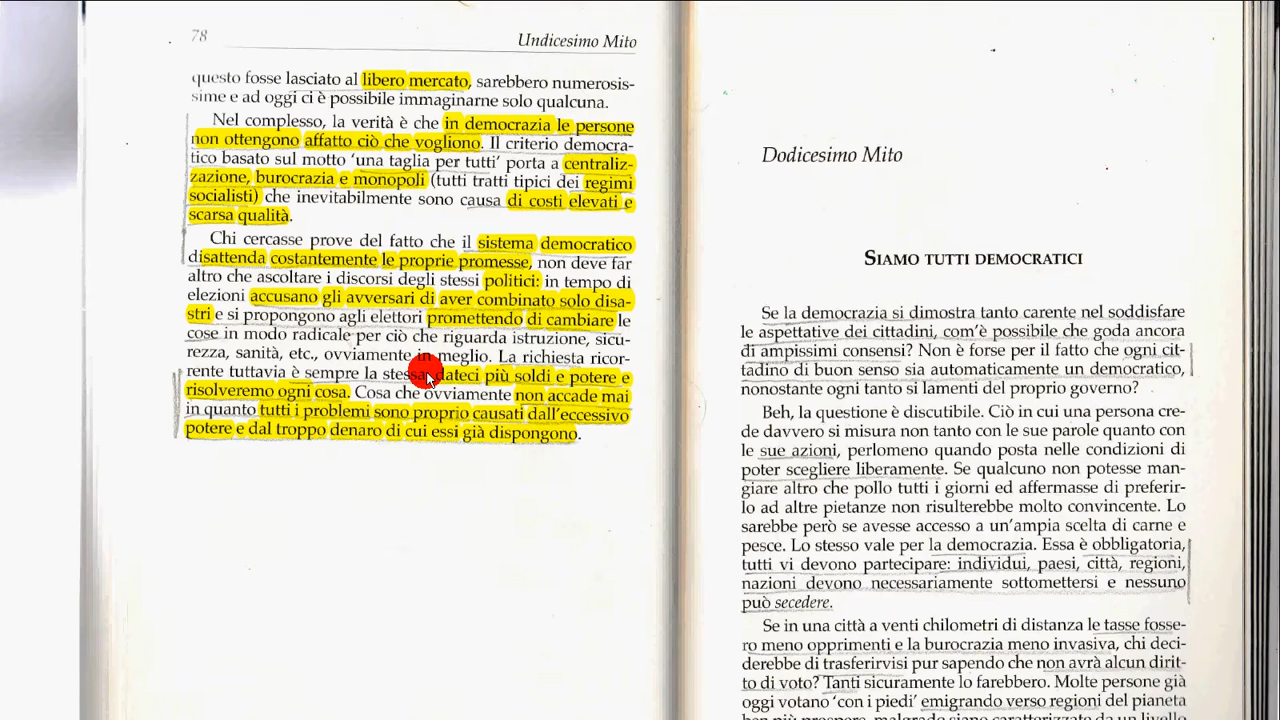 78
Undicesimo Mito
questo fosse lasciato al libero mercato, sarebbero numerosis-
sime e ad oggi ci è possibile immaginarne solo qualcuna.
Nel complesso, la verità è che in democrazia le persone
non ottengono affatto ciò che vogliono. Il criterio democra-
tico basato sul motto 'una taglia per tutti' porta a centraliz-
zazione, burocrazia e monopoli (tutti tratti tipici dei regimi
socialisti) che inevitabilmente sono causa di costi elevati e
scarsa qualità.
Chi cercasse prove del fatto che il sistema democratico
disattenda costantemente le proprie promesse, non deve far
altro che ascoltare i discorsi degli stessi politici: in tempo di
elezioni accusano gli avversari di aver combinato solo disa-
stri e si propongono agli elettori promettendo di cambiare le
cose in modo radicale per ciò che riguarda istruzione, sicu-
rezza, sanità, etc., ovviamente in meglio. La richiesta ricor-
rente tuttavia è sempre la stessa: dateci più soldi e potere e
risolveremo ogni cosa. Cosa che ovviamente non accade mai
in quanto tutti i problemi sono proprio causati dall'eccessivo
potere e dal troppo denaro di cui essi già dispongono.
Dodicesimo Mito
SIAMO TUTTI DEMOCRATICI
Se la democrazia si dimostra tanto carente nel soddisfare
le aspettative dei cittadini, com'è possibile che goda ancora
di ampissimi consensi? Non è forse per il fatto che ogni cit-
tadino di buon senso sia automaticamente un democratico,
nonostante ogni tanto si lamenti del proprio governo?
Beh, la questione è discutibile. Ciò in cui una persona cre-
de davvero si misura non tanto con le sue parole quanto con
le sue azioni, perlomeno quando posta nelle condizioni di
poter scegliere liberamente. Se qualcuno non potesse man-
giare altro che pollo tutti i giorni ed affermasse di preferir-
lo ad altre pietanze non risulterebbe molto convincente. Lo
sarebbe però se avesse accesso a un'ampia scelta di carne e
pesce. Lo stesso vale per la democrazia. Essa è obbligatoria,
tutti vi devono partecipare: individui, paesi, città, regioni,
nazioni devono necessariamente sottomettersi e nessuno
può secedere.
Se in una città a venti chilometri di distanza le tasse fosse-
ro meno opprimenti e la burocrazia meno invasiva, chi deci-
derebbe di trasferirvisi pur sapendo che non avrà alcun dirit-
to di voto? Tanti sicuramente lo farebbero. Molte persone già
oggi votano 'con i piedi' emigrando verso regioni del pianeta